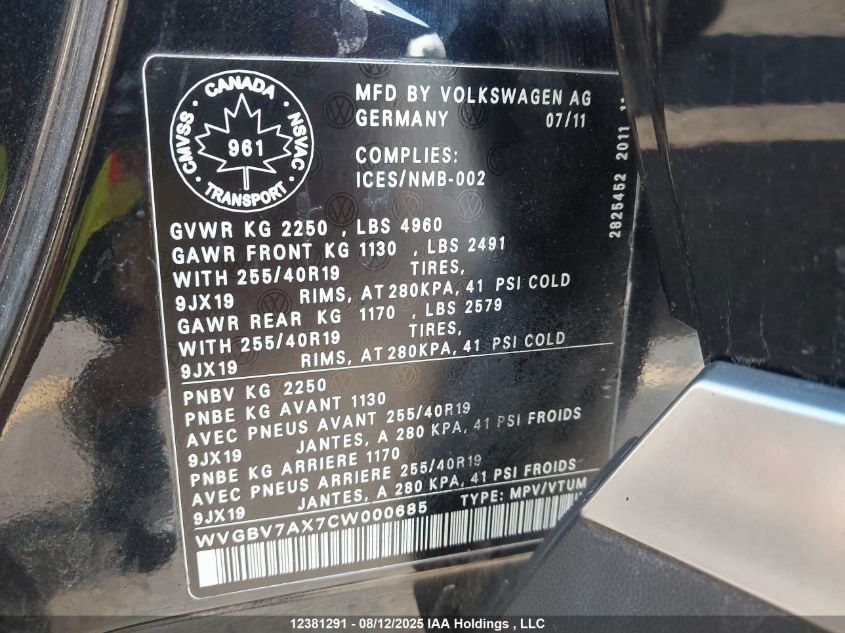 CANADA
CMVSS
NSVAC
961
TRANSPORT
MFD BY VOLKSWAGEN AG
GERMANY 07/11
COMPLIES:
ICES/NMB-002
2825452 2011
GVWR KG 2250 , LBS 4960
GAWR FRONT KG 1130 , LBS 2491
WITH 255/40R19 TIRES,
9JX19 RIMS, AT 280KPA, 41 PSI COLD
GAWR REAR KG 1170 , LBS 2579
WITH 255/40R19 TIRES,
9JX19 RIMS, AT 280KPA, 41 PSI COLD
PNBV KG 2250
PNBE KG AVANT 1130
AVEC PNEUS AVANT 255/40R19
9JX19 JANTES, A 280 KPA, 41 PSI FROIDS
PNBE KG ARRIERE 1170
AVEC PNEUS ARRIERE 255/40R19
9JX19 JANTES, A 280 KPA, 41 PSI FROIDS
WVGBV7AX7CW000685 TYPE: MPV/VTUM
12381291 - 08/12/2025 IAA Holdings , LLC